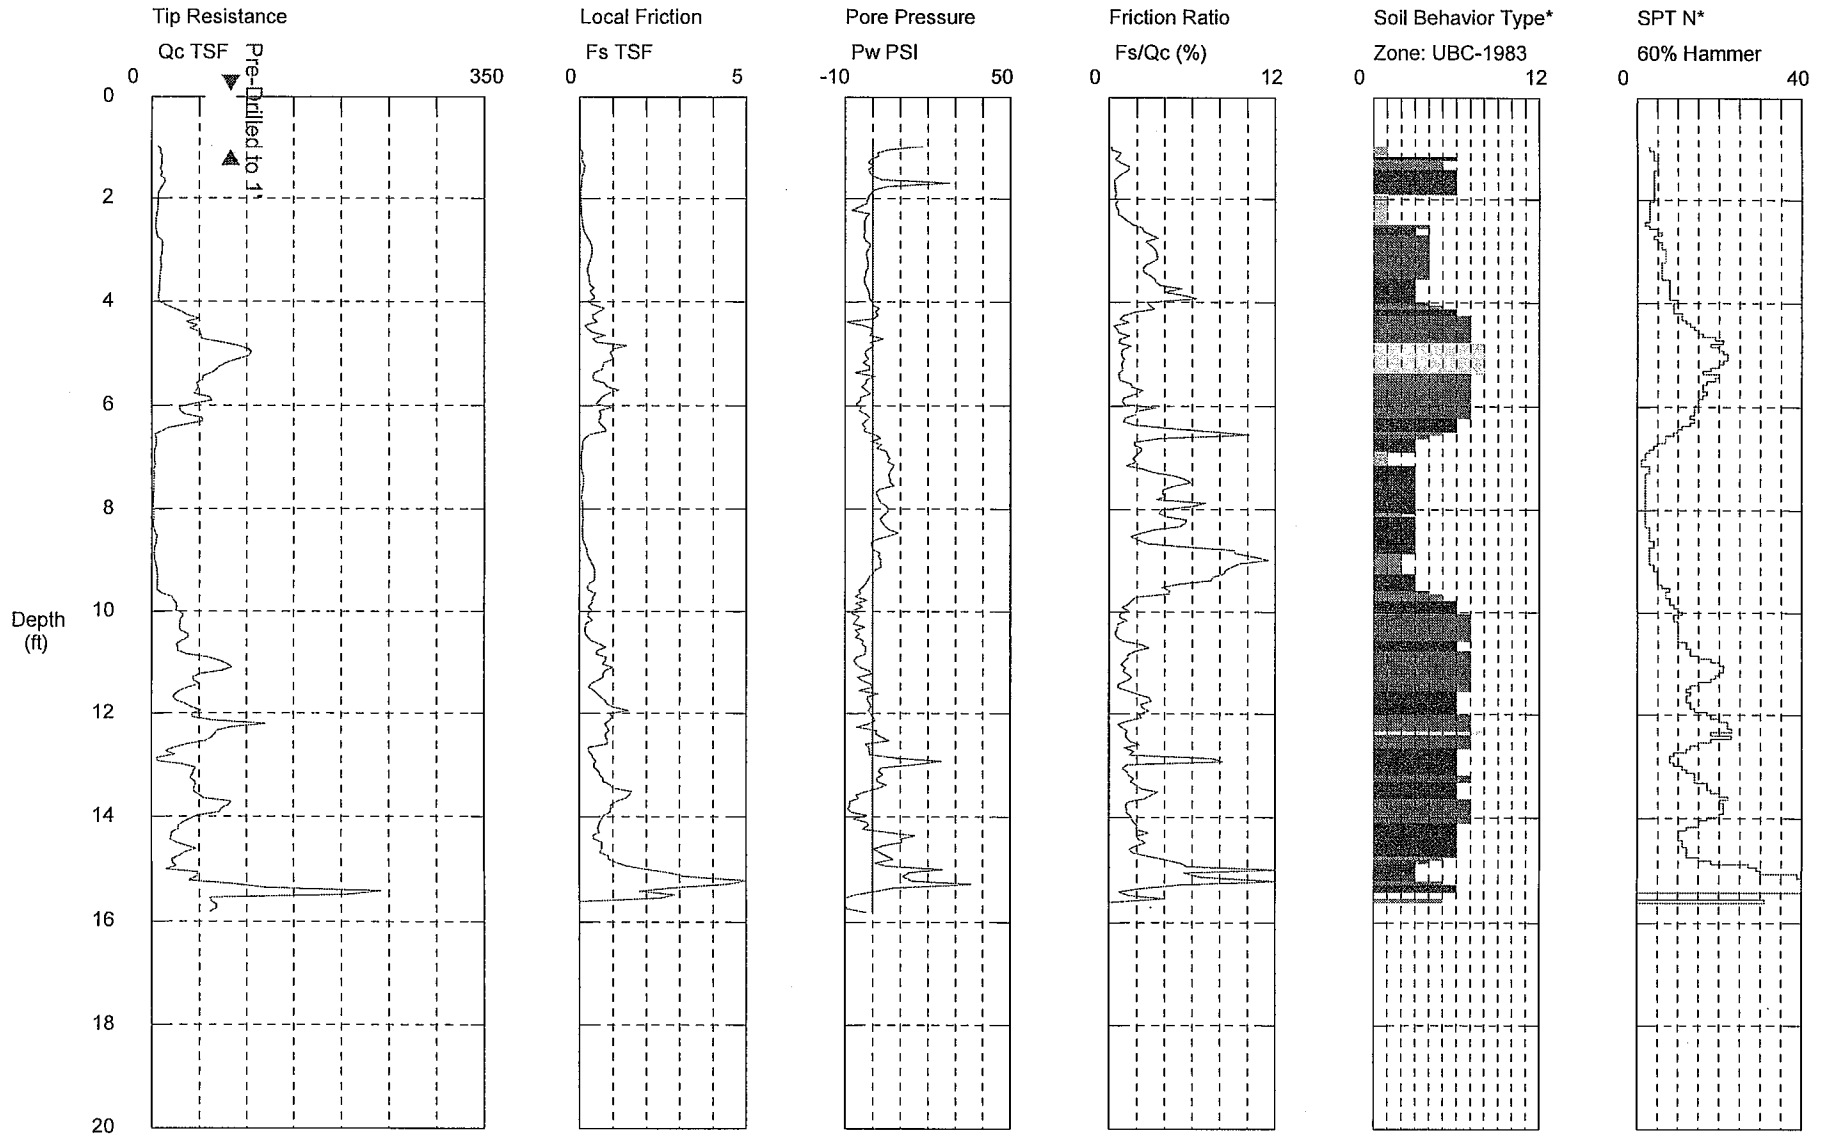 Tip Resistance
Qc TSF
0 350
Pre-Drilled to 1'
Local Friction
Fs TSF
0 5
Pore Pressure
Pw PSI
-10 50
Friction Ratio
Fs/Qc (%)
0 12
Soil Behavior Type*
Zone: UBC-1983
0 12
SPT N*
60% Hammer
0 40
0
2
4
6
8
10
Depth
(ft)
12
14
16
18
20